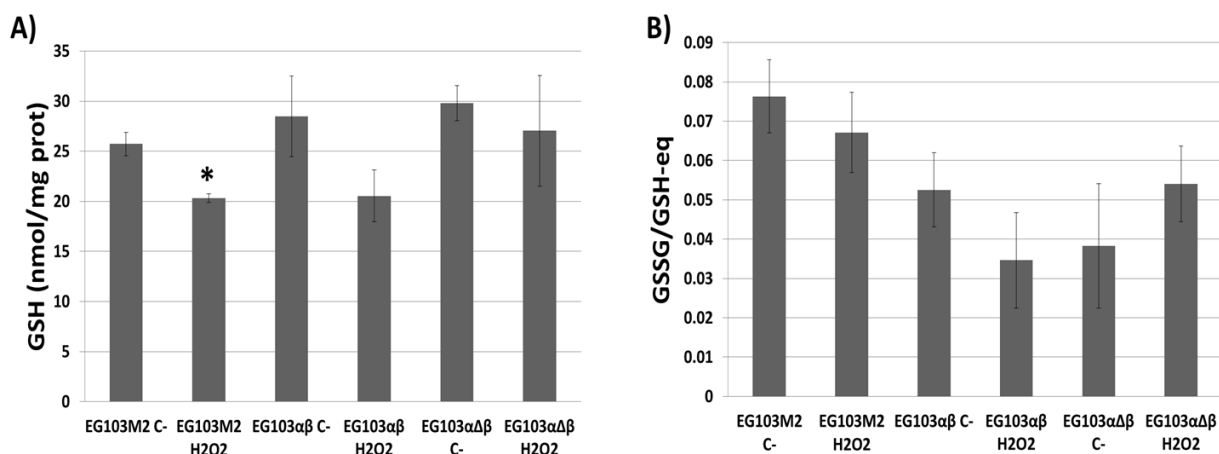 A)
GSH (nmol/mg prot)
35
30
25
20
15
10
5
0
*
EG103M2 C-
EG103M2
H2O2
EG103αβ C-
EG103αβ
H2O2
EG103αΔβ
C-
EG103αΔβ
H2O2
B)
GSSG/GSH-eq
0.09
0.08
0.07
0.06
0.05
0.04
0.03
0.02
0.01
0
EG103M2
C-
EG103M2
H2O2
EG103αβ C-
EG103αβ
H2O2
EG103αΔβ
C-
EG103αΔβ
H2O2